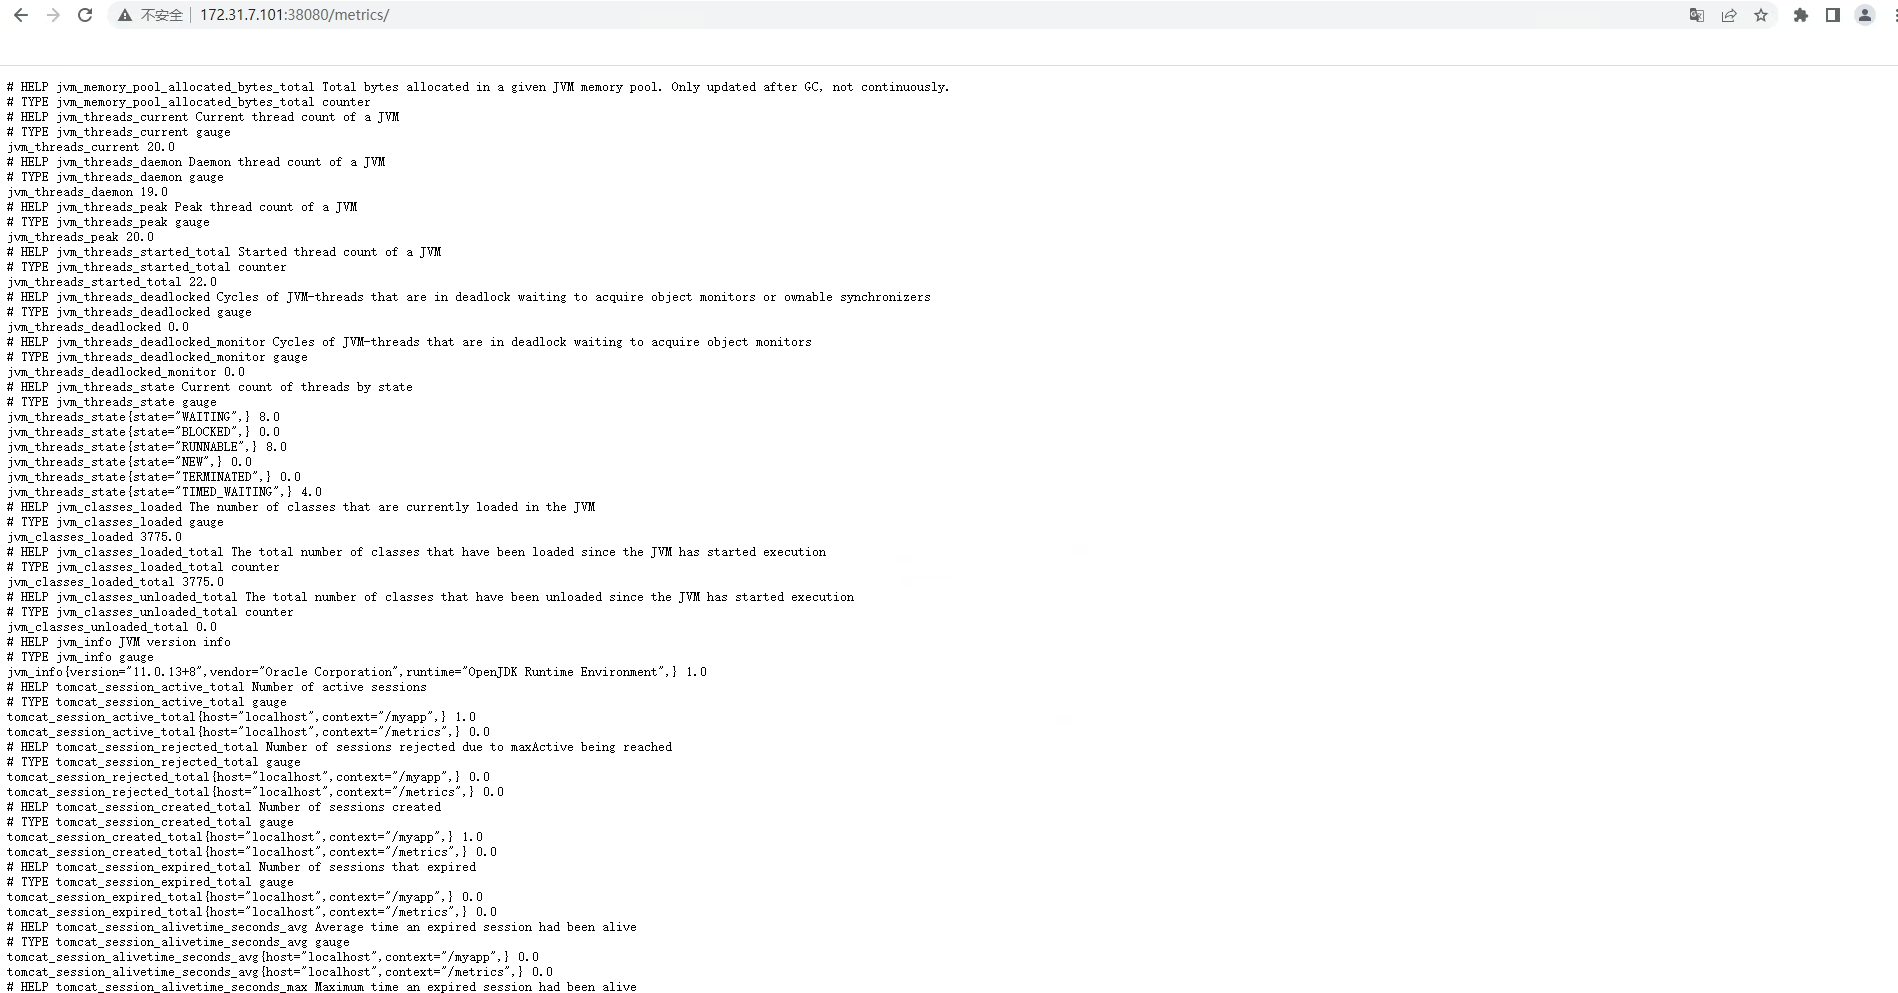 不安全 172.31.7.101:38080/metrics/
# HELP jvm_memory_pool_allocated_bytes_total Total bytes allocated in a given JVM memory pool. Only updated after GC, not continuously.
# TYPE jvm_memory_pool_allocated_bytes_total counter
# HELP jvm_threads_current Current thread count of a JVM
# TYPE jvm_threads_current gauge
jvm_threads_current 20.0
# HELP jvm_threads_daemon Daemon thread count of a JVM
# TYPE jvm_threads_daemon gauge
jvm_threads_daemon 19.0
# HELP jvm_threads_peak Peak thread count of a JVM
# TYPE jvm_threads_peak gauge
jvm_threads_peak 20.0
# HELP jvm_threads_started_total Started thread count of a JVM
# TYPE jvm_threads_started_total counter
jvm_threads_started_total 22.0
# HELP jvm_threads_deadlocked Cycles of JVM-threads that are in deadlock waiting to acquire object monitors or ownable synchronizers
# TYPE jvm_threads_deadlocked gauge
jvm_threads_deadlocked 0.0
# HELP jvm_threads_deadlocked_monitor Cycles of JVM-threads that are in deadlock waiting to acquire object monitors
# TYPE jvm_threads_deadlocked_monitor gauge
jvm_threads_deadlocked_monitor 0.0
# HELP jvm_threads_state Current count of threads by state
# TYPE jvm_threads_state gauge
jvm_threads_state{state="WAITING",} 8.0
jvm_threads_state{state="BLOCKED",} 0.0
jvm_threads_state{state="RUNNABLE",} 8.0
jvm_threads_state{state="NEW",} 0.0
jvm_threads_state{state="TERMINATED",} 0.0
jvm_threads_state{state="TIMED_WAITING",} 4.0
# HELP jvm_classes_loaded The number of classes that are currently loaded in the JVM
# TYPE jvm_classes_loaded gauge
jvm_classes_loaded 3775.0
# HELP jvm_classes_loaded_total The total number of classes that have been loaded since the JVM has started execution
# TYPE jvm_classes_loaded_total counter
jvm_classes_loaded_total 3775.0
# HELP jvm_classes_unloaded_total The total number of classes that have been unloaded since the JVM has started execution
# TYPE jvm_classes_unloaded_total counter
jvm_classes_unloaded_total 0.0
# HELP jvm_info JVM version info
# TYPE jvm_info gauge
jvm_info{version="11.0.13+8",vendor="Oracle Corporation",runtime="OpenJDK Runtime Environment",} 1.0
# HELP tomcat_session_active_total Number of active sessions
# TYPE tomcat_session_active_total gauge
tomcat_session_active_total{host="localhost",context="/myapp",} 1.0
tomcat_session_active_total{host="localhost",context="/metrics",} 0.0
# HELP tomcat_session_rejected_total Number of sessions rejected due to maxActive being reached
# TYPE tomcat_session_rejected_total gauge
tomcat_session_rejected_total{host="localhost",context="/myapp",} 0.0
tomcat_session_rejected_total{host="localhost",context="/metrics",} 0.0
# HELP tomcat_session_created_total Number of sessions created
# TYPE tomcat_session_created_total gauge
tomcat_session_created_total{host="localhost",context="/myapp",} 1.0
tomcat_session_created_total{host="localhost",context="/metrics",} 0.0
# HELP tomcat_session_expired_total Number of sessions that expired
# TYPE tomcat_session_expired_total gauge
tomcat_session_expired_total{host="localhost",context="/myapp",} 0.0
tomcat_session_expired_total{host="localhost",context="/metrics",} 0.0
# HELP tomcat_session_alivetime_seconds_avg Average time an expired session had been alive
# TYPE tomcat_session_alivetime_seconds_avg gauge
tomcat_session_alivetime_seconds_avg{host="localhost",context="/myapp",} 0.0
tomcat_session_alivetime_seconds_avg{host="localhost",context="/metrics",} 0.0
# HELP tomcat_session_alivetime_seconds_max Maximum time an expired session had been alive